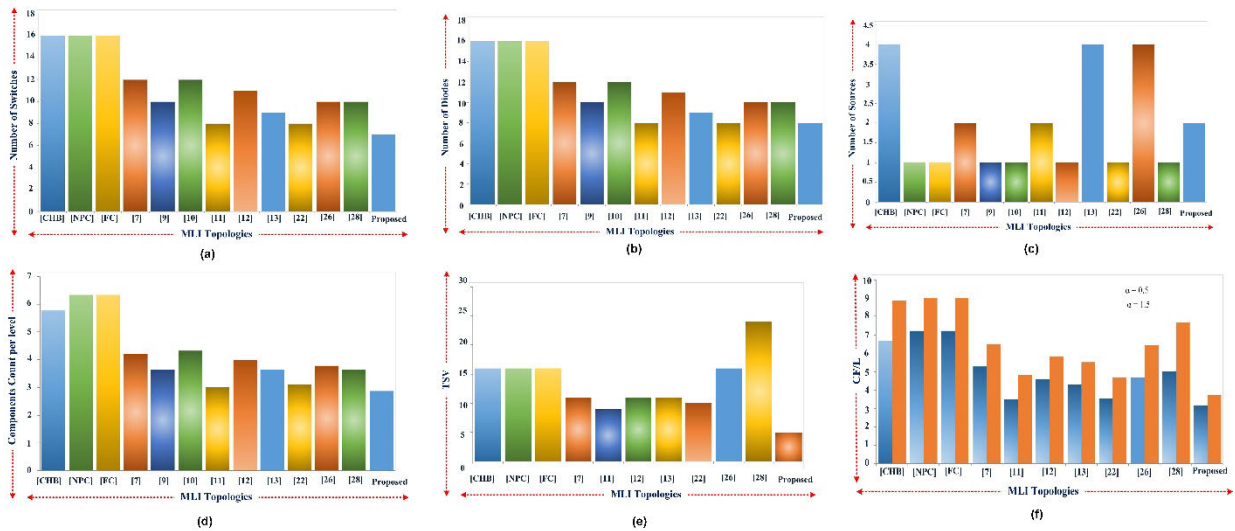 Number of Switches
18
16
14
12
10
8
6
4
2
0
[CHB] [NPC] [FC] [7] [9] [10] [11] [12] [13] [22] [26] [28] Proposed
MLI Topologies
(a)
Number of Diodes
18
16
14
12
10
8
6
4
2
0
[CHB] [NPC] [FC] [7] [9] [10] [11] [12] [13] [22] [26] [28] Proposed
MLI Topologies
(b)
Number of Sources
4.5
4
3.5
3
2.5
2
1.5
1
0.5
0
[CHB] [NPC] [FC] [7] [9] [10] [11] [12] [13] [22] [26] [28] Proposed
MLI Topologies
(c)
Components Count per level
7
6
5
4
3
2
1
0
[CHB] [NPC] [FC] [7] [9] [10] [11] [12] [13] [22] [26] [28] Proposed
MLI Topologies
(d)
TSV
30
25
20
15
10
5
0
[CHB] [NPC] [FC] [7] [11] [12] [13] [22] [26] [28] Proposed
MLI Topologies
(e)
CF/L
10
9
8
7
6
5
4
3
2
1
0
α = 0.5
α = 1.5
[CHB] [NPC] [FC] [7] [11] [12] [13] [22] [26] [28] Proposed
MLI Topologies
(f)